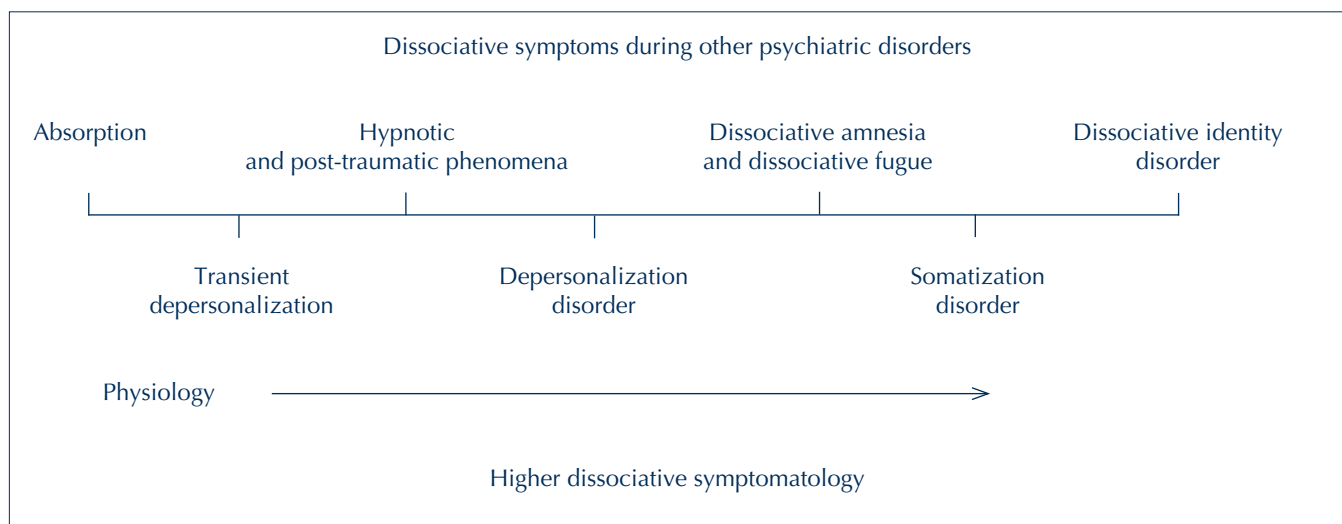 Dissociative symptoms during other psychiatric disorders
Absorption
Hypnotic
and post-traumatic phenomena
Dissociative amnesia
and dissociative fugue
Dissociative identity
disorder
Transient
depersonalization
Depersonalization
disorder
Somatization
disorder
Physiology
Higher dissociative symptomatology